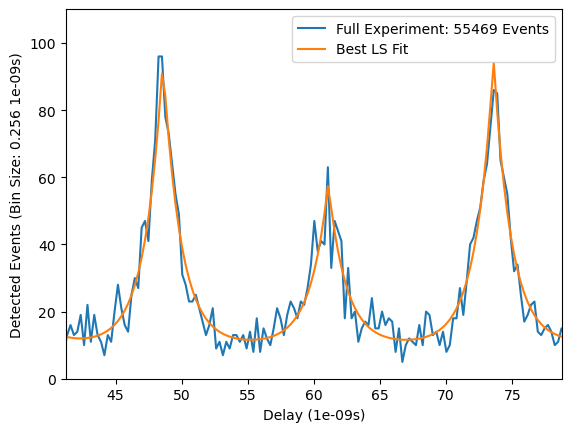 Full Experiment: 55469 Events
Best LS Fit
Detected Events (Bin Size: 0.256 1e-09s)
100
80
60
40
20
0
45 50 55 60 65 70 75
Delay (1e-09s)